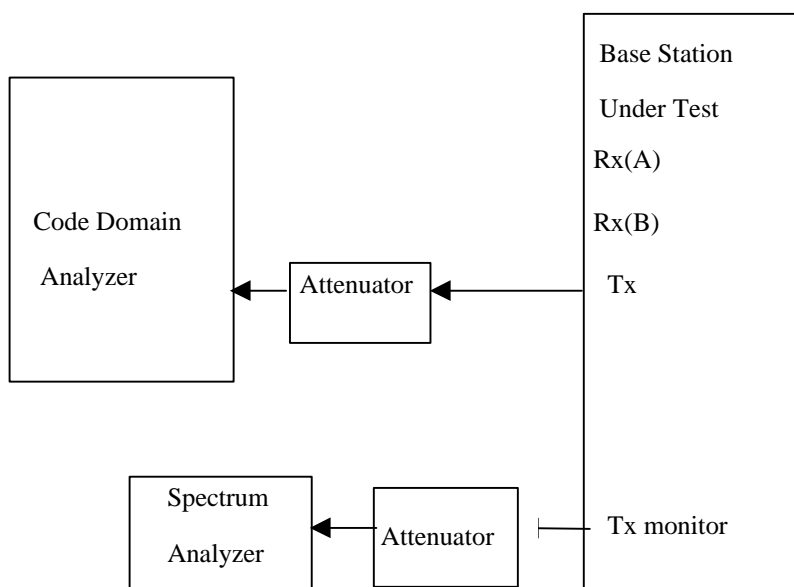 Base Station
Under Test
Rx(A)
Rx(B)
Code Domain
Analyzer
Attenuator
Tx
Spectrum
Analyzer
Attenuator
Tx monitor